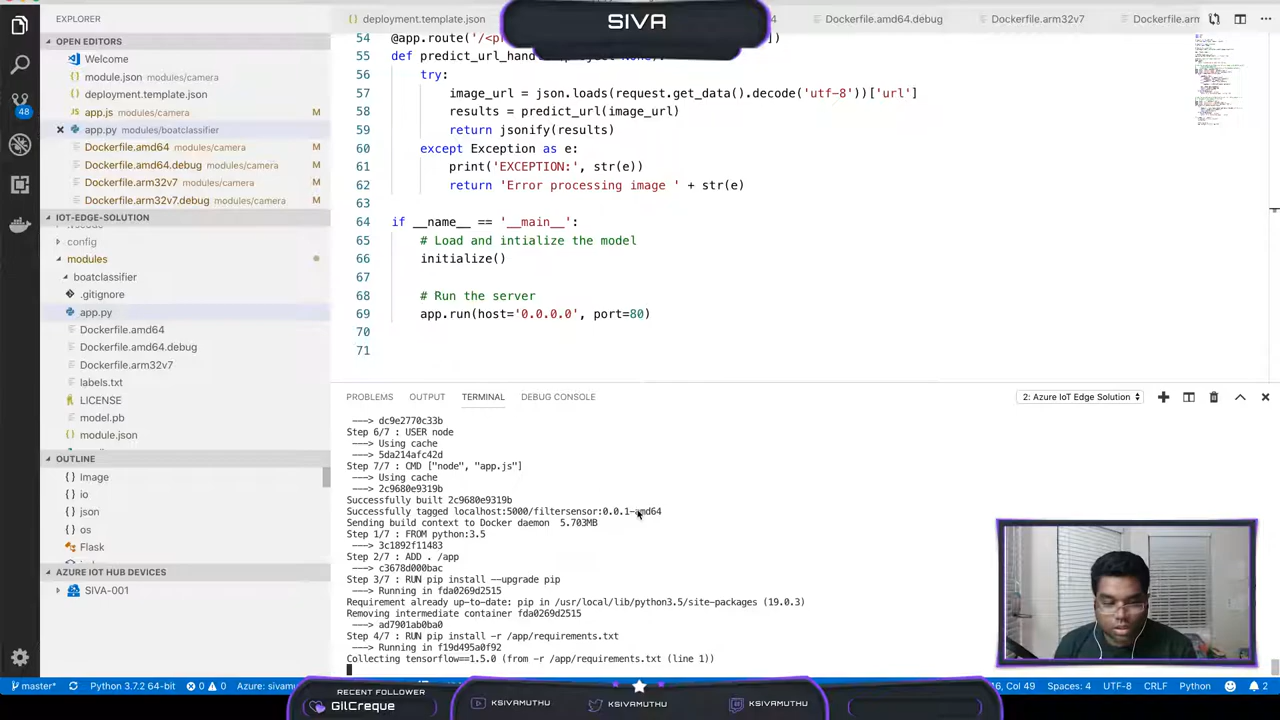 SIVA
EXPLORER
OPEN EDITORS
Welcome
module.json modules/camera
deployment.template.json
app.js modules/camera M
app.py modules/boatclassifier
Dockerfile.amd64 modules/camera M
Dockerfile.amd64.debug modules/camera M
Dockerfile.arm32v7 modules/camera M
Dockerfile.arm32v7.debug modules/camera M
48
IOT-EDGE-SOLUTION
config
modules
boatclassifier
.gitignore
app.py
Dockerfile.amd64
Dockerfile.amd64.debug
Dockerfile.arm32v7
labels.txt
LICENSE
model.pb
module.json
OUTLINE
Image
io
json
os
Flask
AZURE IOT HUB DEVICES
SIVA-001
deployment.template.json 4 Dockerfile.amd64.debug Dockerfile.arm32v7 Dockerfile.arm
54 @app.route('/<p
55 def predict_url_hand
56 try:
57 image_url = json.loads(request.get_data().decode('utf-8'))['url']
58 results = predict_url(image_url)
59 return jsonify(results)
60 except Exception as e:
61 print('EXCEPTION:', str(e))
62 return 'Error processing image ' + str(e)
63
64 if __name__ == '__main__':
65 # Load and intialize the model
66 initialize()
67
68 # Run the server
69 app.run(host='0.0.0.0', port=80)
70
71
PROBLEMS OUTPUT TERMINAL DEBUG CONSOLE 2: Azure IoT Edge Solution
---> dc9e2770c33b
Step 6/7 : USER node
---> Using cache
---> 5da214afc42d
Step 7/7 : CMD ["node", "app.js"]
---> Using cache
---> 2c9680e9319b
Successfully built 2c9680e9319b
Successfully tagged localhost:5000/filtersensor:0.0.1-amd64
Sending build context to Docker daemon 5.703MB
Step 1/7 : FROM python:3.5
---> 3c1892f11483
Step 2/7 : ADD . /app
---> c3678d000bac
Step 3/7 : RUN pip install --upgrade pip
---> Running in fda0269d2515
Requirement already up-to-date: pip in /usr/local/lib/python3.5/site-packages (19.0.3)
Removing intermediate container fda0269d2515
---> ad7901ab0ba0
Step 4/7 : RUN pip install -r /app/requirements.txt
---> Running in f19d495a0f92
Collecting tensorflow==1.5.0 (from -r /app/requirements.txt (line 1))
master* Python 3.7.2 64-bit 0 0 Azure: sivamu 16, Col 49 Spaces: 4 UTF-8 CRLF Python 2
RECENT FOLLOWER
GilCreque
KSIVAMUTHU KSIVAMUTHU KSIVAMUTHU